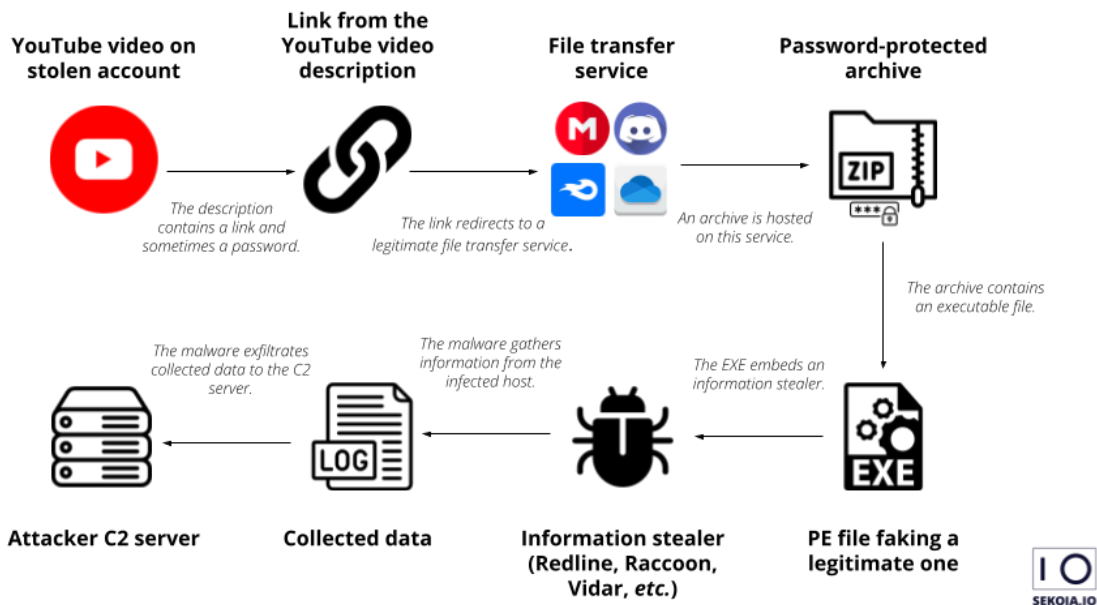 YouTube video on
stolen account
Link from the
YouTube video
description
File transfer
service
Password-protected
archive
M
ZIP
***
The description
contains a link and
sometimes a password.
The link redirects to a
legitimate file transfer service.
An archive is hosted
on this service.
The archive contains
an executable file.
The malware exfiltrates
collected data to the C2
server.
The malware gathers
information from the
infected host.
The EXE embeds an
information stealer.
LOG
EXE
Attacker C2 server
Collected data
Information stealer
(Redline, Raccoon,
Vidar, etc.)
PE file faking a
legitimate one
IO
SEKOIA.IO